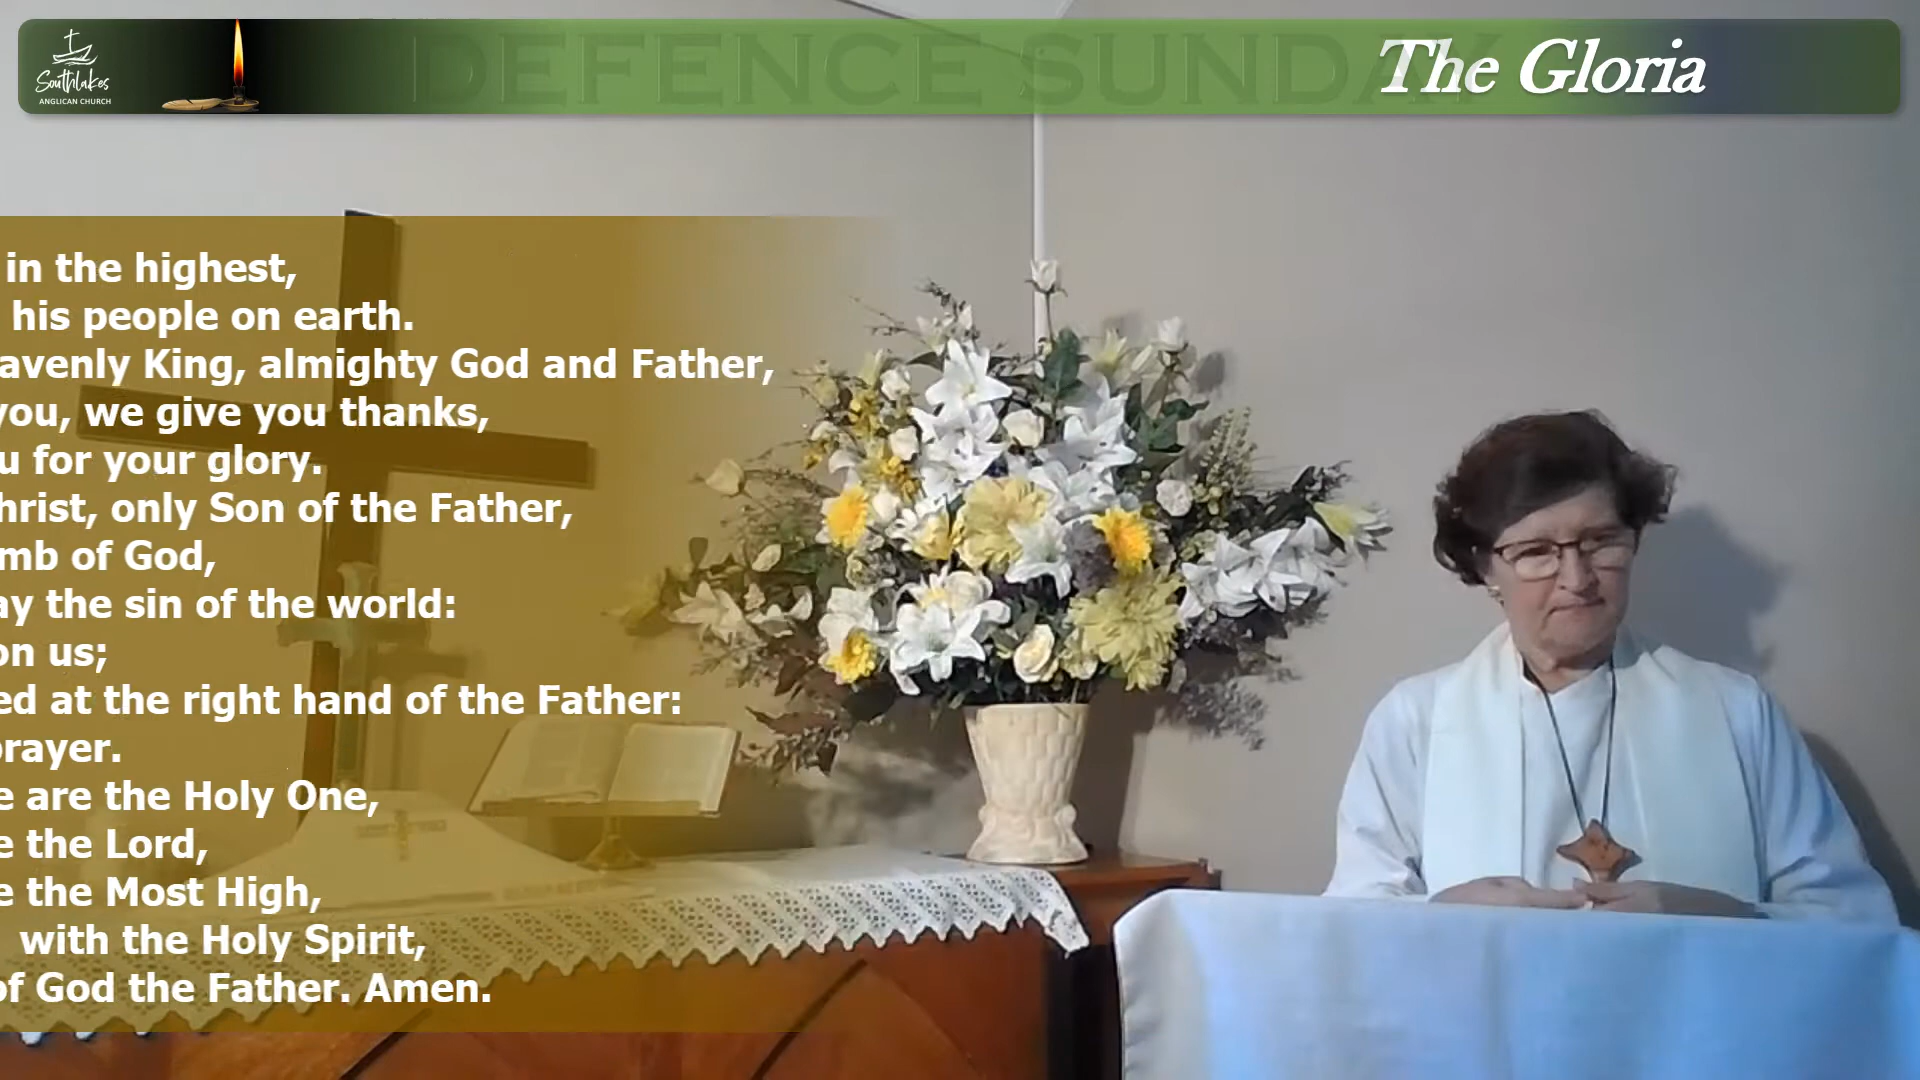 Southlakes
ANGLICAN CHURCH
DEFENCE SUNDAY
The Gloria
in the highest,
his people on earth.
avenly King, almighty God and Father,
you, we give you thanks,
u for your glory.
hrist, only Son of the Father,
mb of God,
ay the sin of the world:
on us;
ed at the right hand of the Father:
prayer.
e are the Holy One,
e the Lord,
e the Most High,
with the Holy Spirit,
of God the Father. Amen.